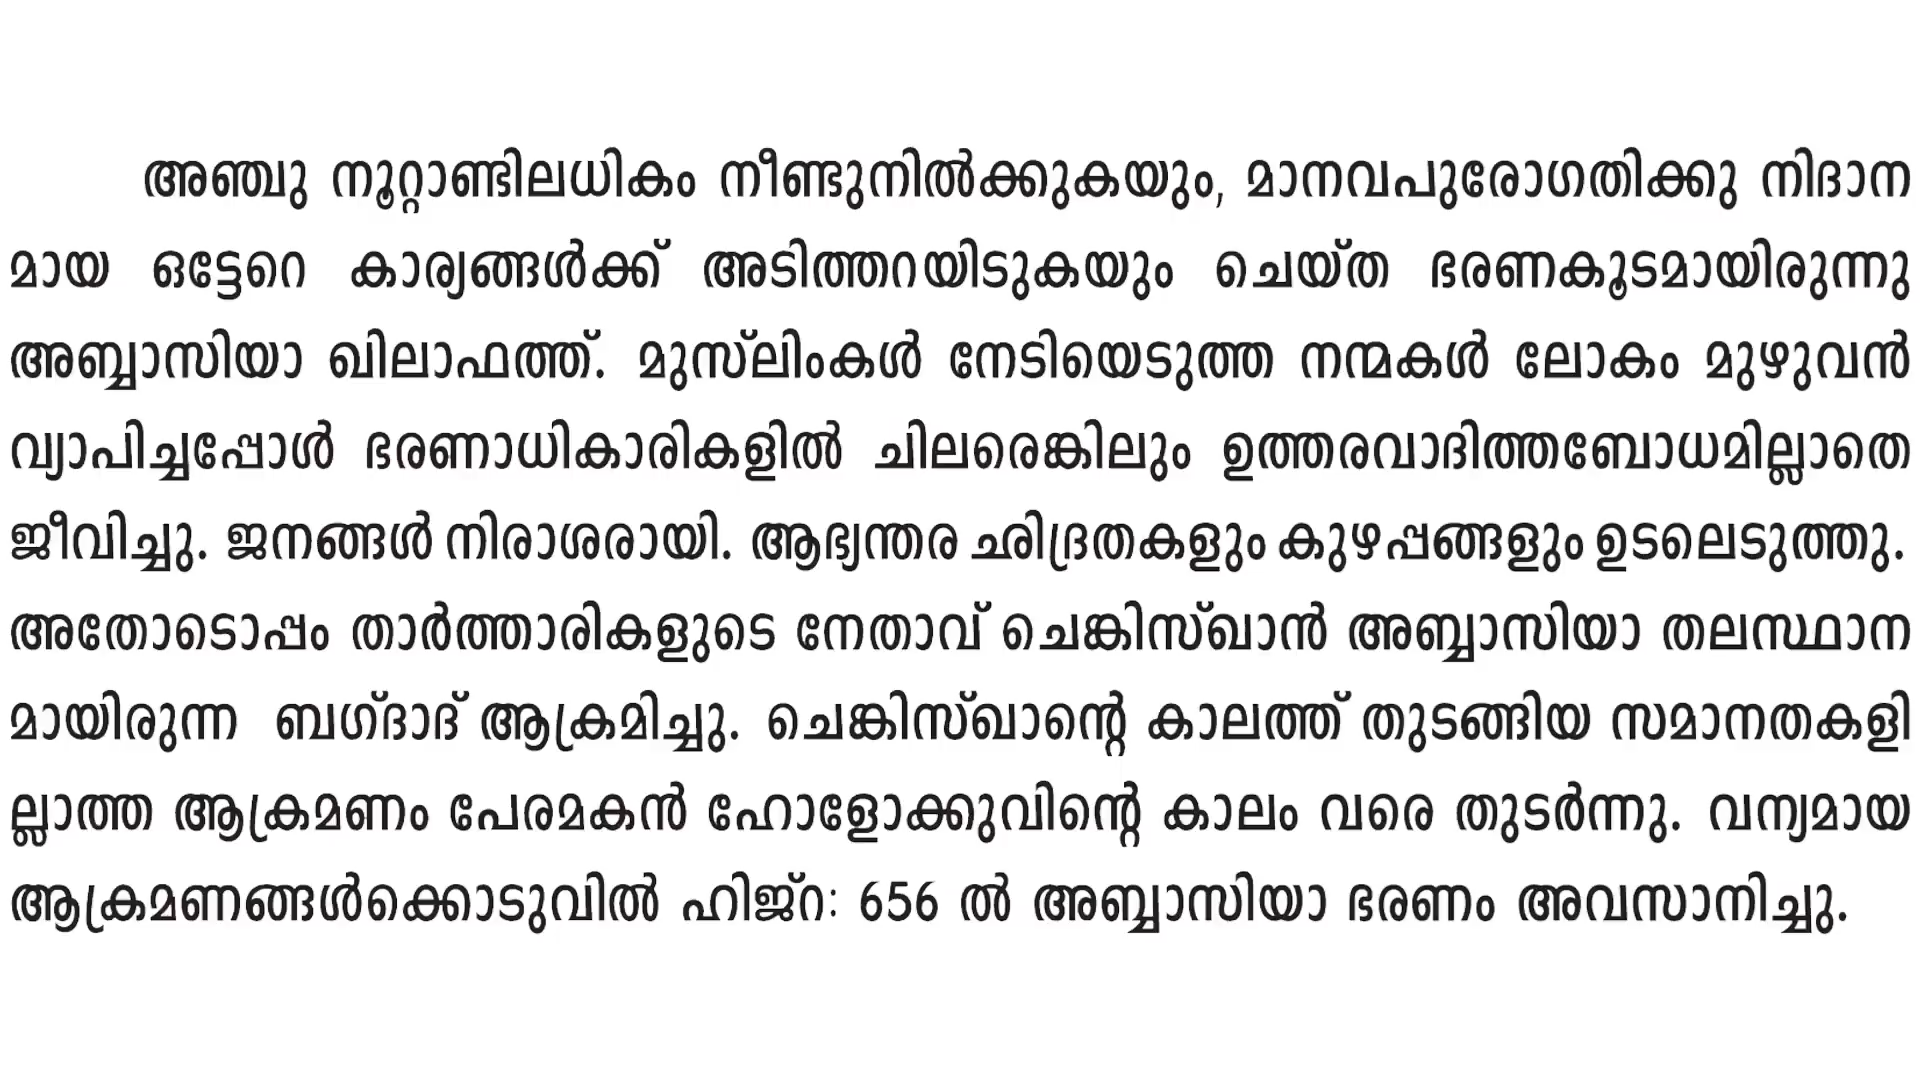 അഞ്ചു നൂറ്റാണ്ടിലധികം നീണ്ടുനിൽക്കുകയും, മാനവപുരോഗതിക്കു നിദാന
മായ ഒട്ടേറെ കാര്യങ്ങൾക്ക് അടിത്തറയിടുകയും ചെയ്ത ഭരണകൂടമായിരുന്നു
അബ്ബാസിയാ ഖിലാഫത്ത്. മുസ്‌ലിംകൾ നേടിയെടുത്ത നന്മകൾ ലോകം മുഴുവൻ
വ്യാപിച്ചപ്പോൾ ഭരണാധികാരികളിൽ ചിലരെങ്കിലും ഉത്തരവാദിത്തബോധമില്ലാതെ
ജീവിച്ചു. ജനങ്ങൾ നിരാശരായി. ആഭ്യന്തര ഛിദ്രതകളും കുഴപ്പങ്ങളും ഉടലെടുത്തു.
അതോടൊപ്പം താർത്താരികളുടെ നേതാവ് ചെങ്കിസ്ഖാൻ അബ്ബാസിയാ തലസ്ഥാന
മായിരുന്ന ബഗ്ദാദ് ആക്രമിച്ചു. ചെങ്കിസ്ഖാന്റെ കാലത്ത് തുടങ്ങിയ സമാനതകളി
ല്ലാത്ത ആക്രമണം പേരമകൻ ഹോളോക്കുവിന്റെ കാലം വരെ തുടർന്നു. വന്യമായ
ആക്രമണങ്ങൾക്കൊടുവിൽ ഹിജ്റ: 656 ൽ അബ്ബാസിയാ ഭരണം അവസാനിച്ചു.